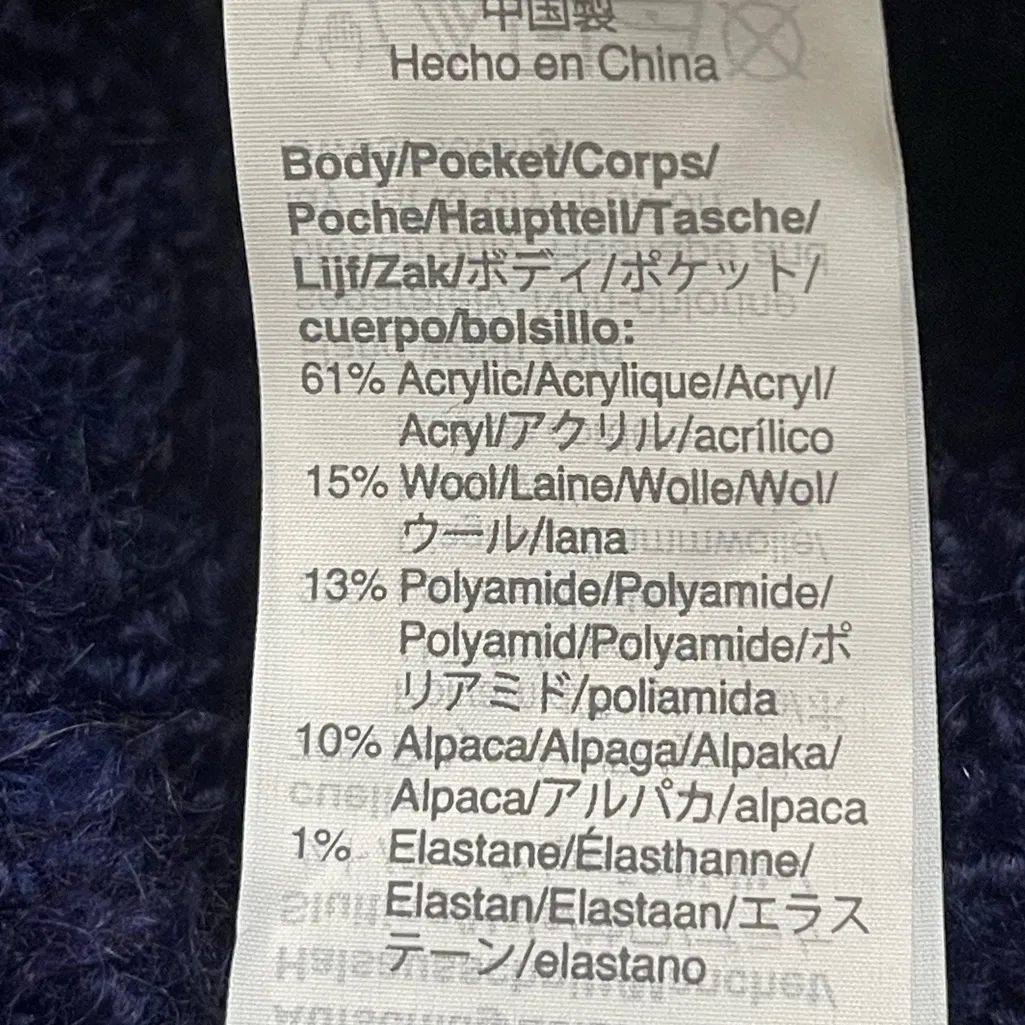 中国製
Hecho en China
Body/Pocket/Corps/
Poche/Hauptteil/Tasche/
Lijf/Zak/ボディ/ポケット/
cuerpo/bolsillo:
61% Acrylic/Acrylique/Acryl/
Acryl/アクリル/acrílico
15% Wool/Laine/Wolle/Wol/
ウール/lana
13% Polyamide/Polyamide/
Polyamid/Polyamide/ポ
リアミド/poliamida
10% Alpaca/Alpaga/Alpaka/
Alpaca/アルパカ/alpaca
1% Elastane/Élasthanne/
Elastan/Elastaan/エラス
テーン/elastano